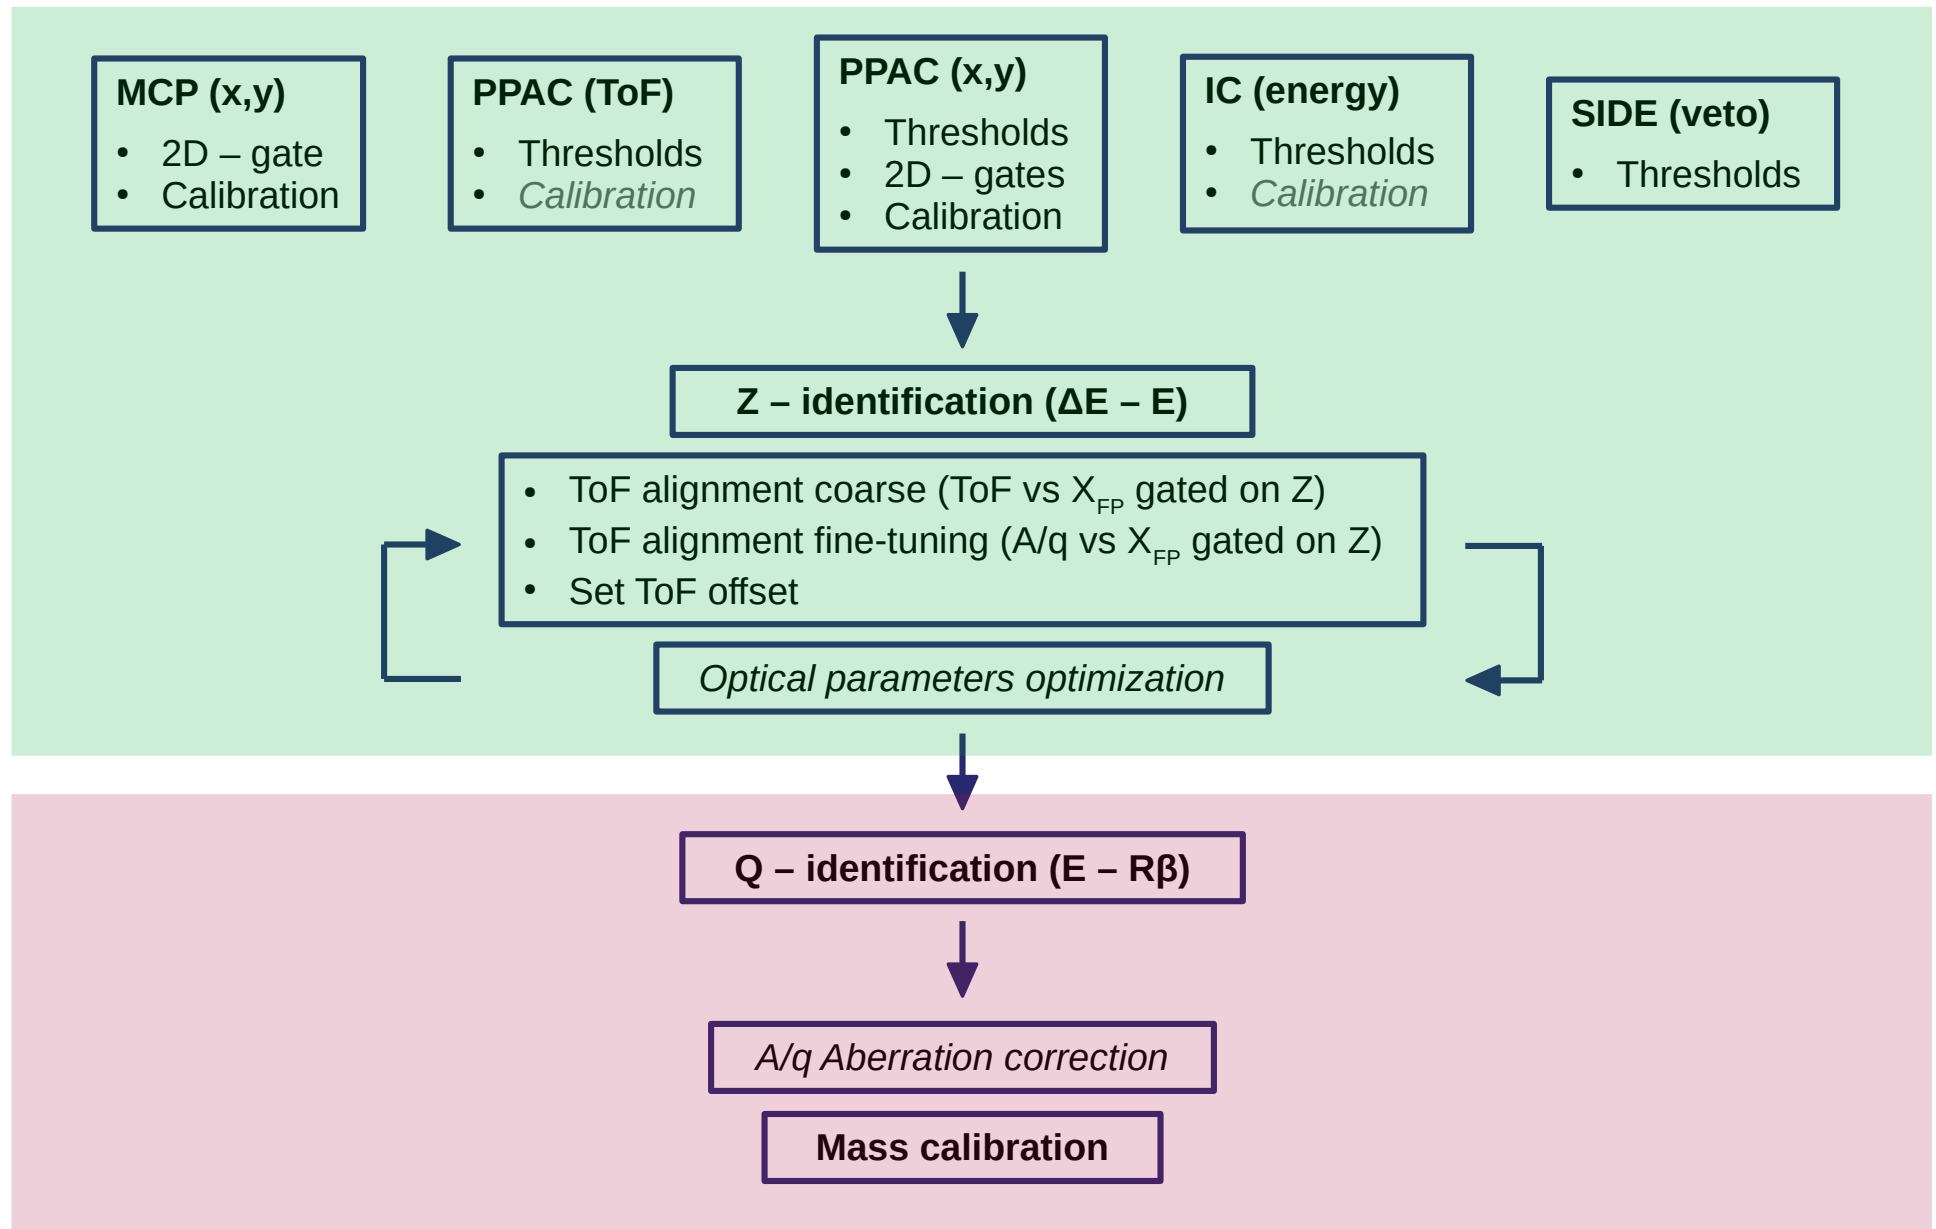 MCP (x,y)
• 2D – gate
• Calibration
PPAC (ToF)
• Thresholds
• Calibration
PPAC (x,y)
• Thresholds
• 2D – gates
• Calibration
IC (energy)
• Thresholds
• Calibration
SIDE (veto)
• Thresholds
Z – identification (ΔE – E)
• ToF alignment coarse (ToF vs X_FP gated on Z)
• ToF alignment fine-tuning (A/q vs X_FP gated on Z)
• Set ToF offset
Optical parameters optimization
Q – identification (E – Rβ)
A/q Aberration correction
Mass calibration